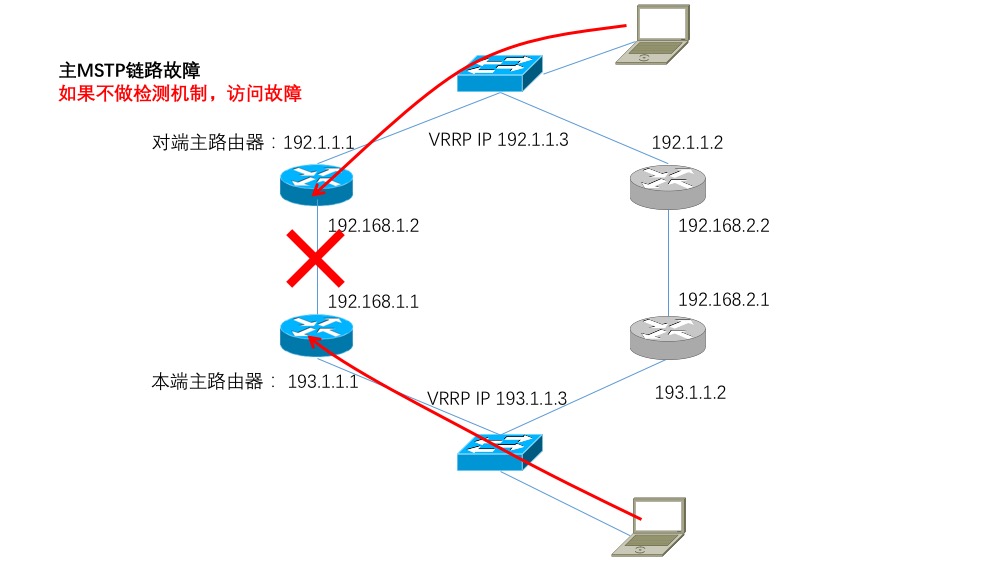 主MSTP链路故障
如果不做检测机制，访问故障
对端主路由器：192.1.1.1
VRRP IP 192.1.1.3
192.1.1.2
192.168.1.2
192.168.2.2
192.168.1.1
192.168.2.1
本端主路由器： 193.1.1.1
VRRP IP 193.1.1.3
193.1.1.2